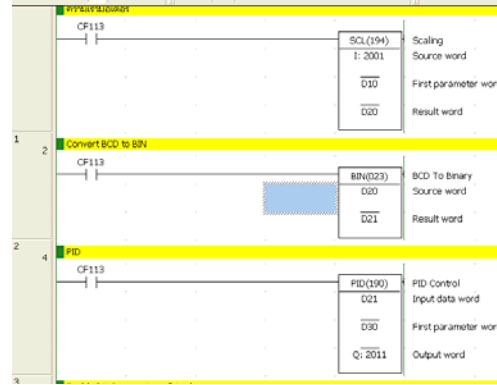 CF113
SCL(194) Scaling
I: 2001 Source word
D10 First parameter wor
D20 Result word
1
2 Convert BCD to BIN
CF113
BIN(023) BCD To Binary
D20 Source word
D21 Result word
2
4 PID
CF113
PID(190) PID Control
D21 Input data word
D30 First parameter wor
Q: 2011 Output word
3